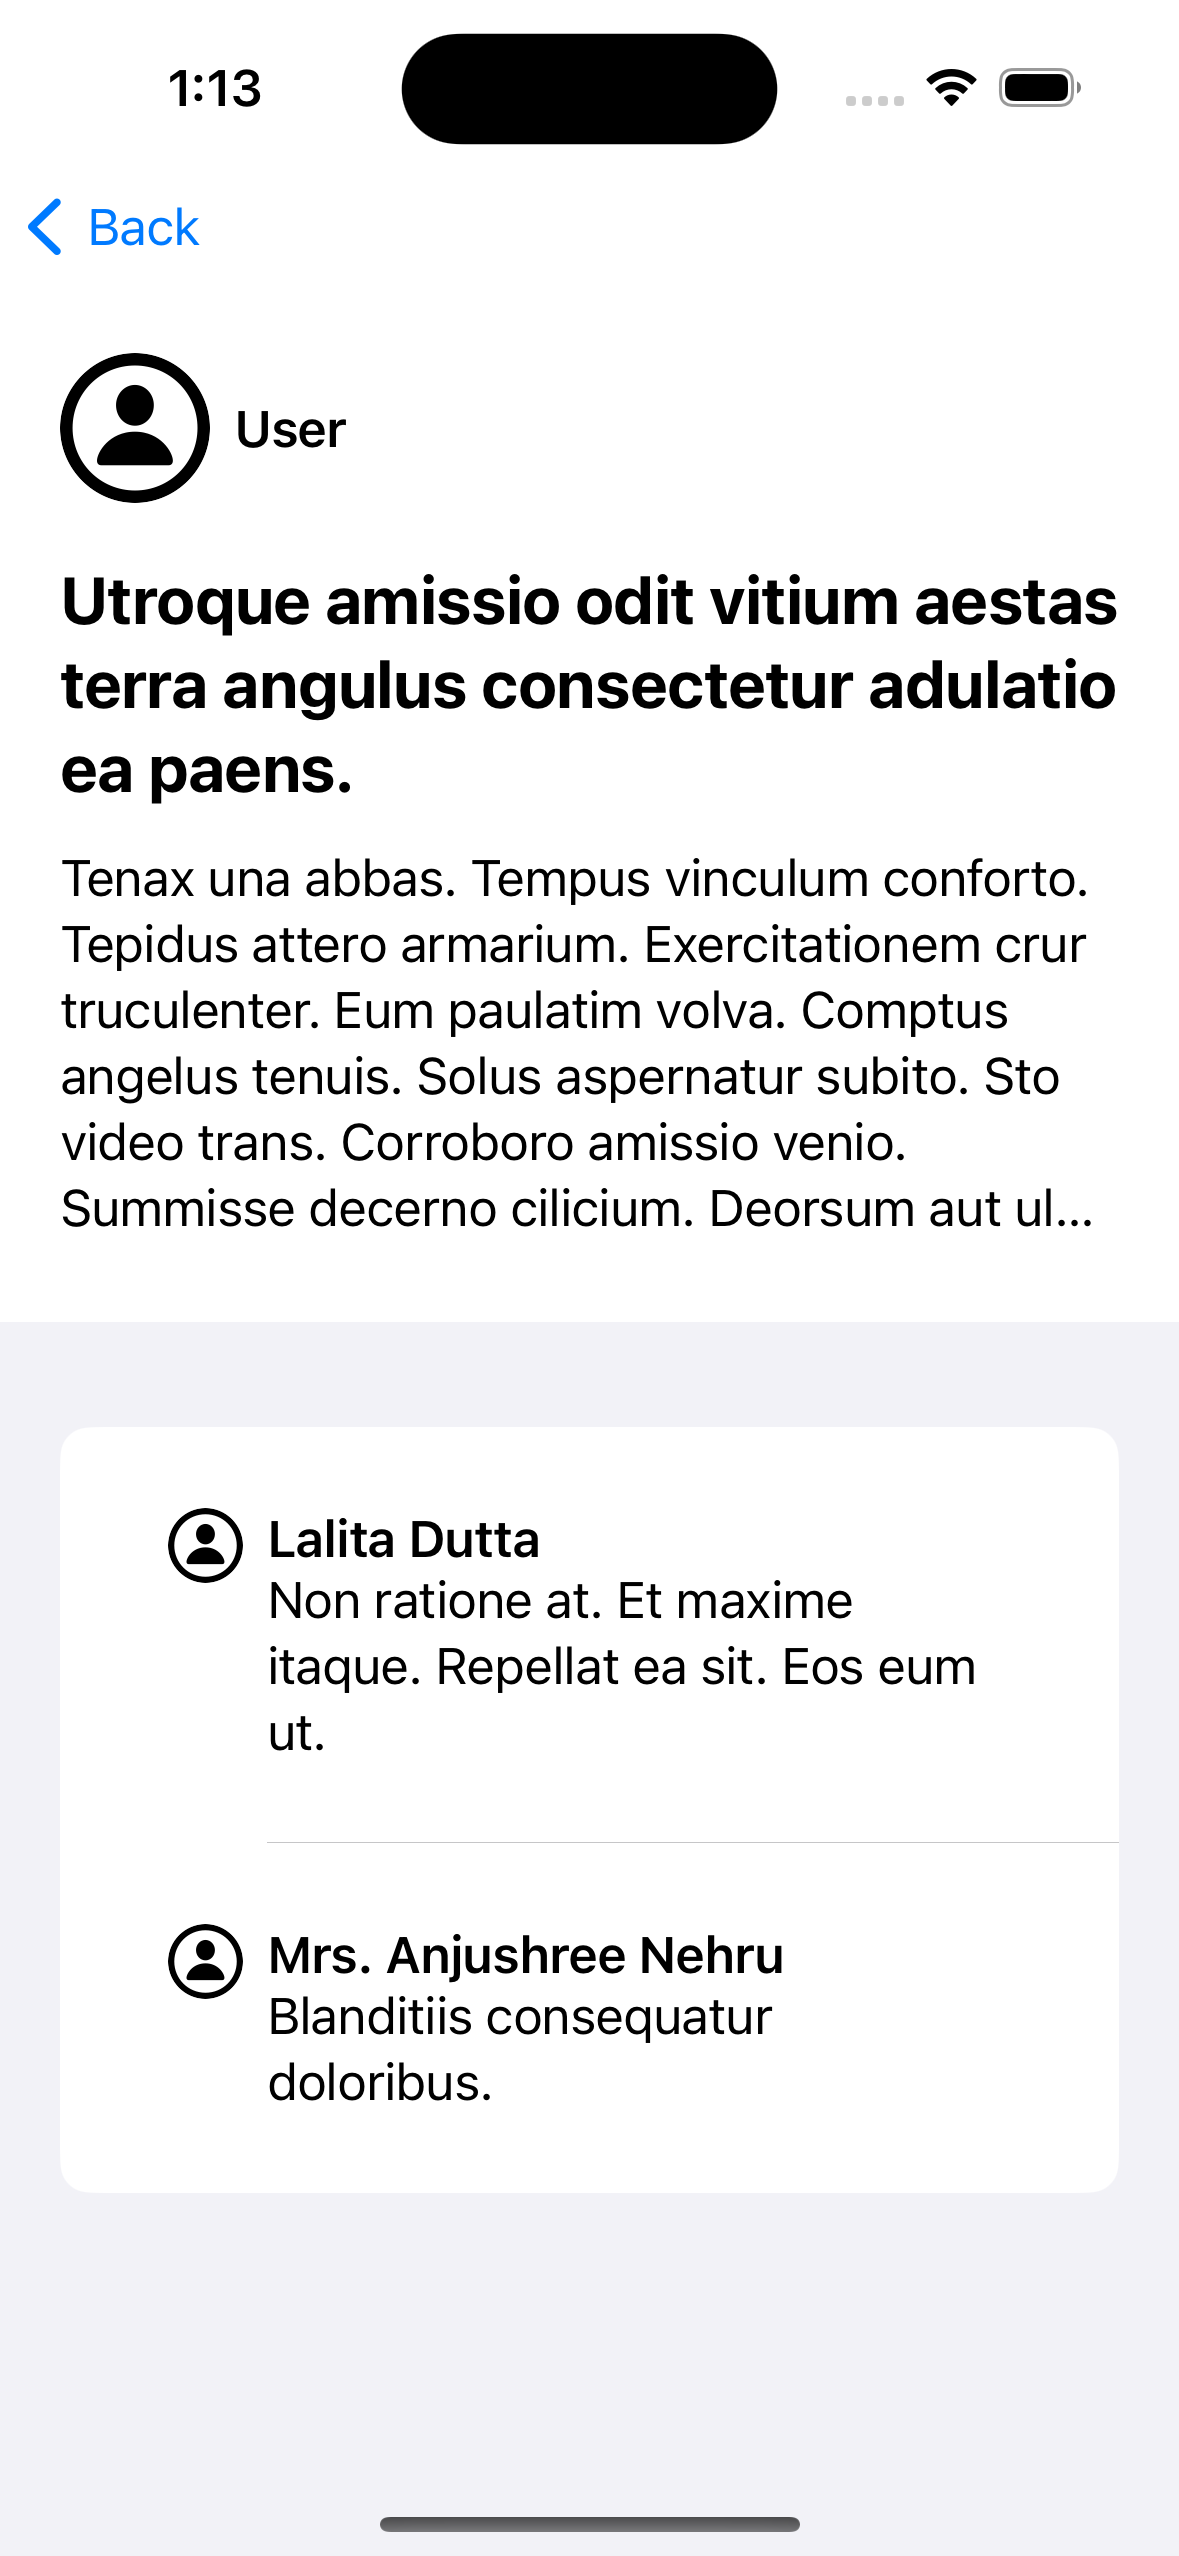 1:13
Back
User
Utroque amissio odit vitium aestas
terra angulus consectetur adulatio
ea paens.
Tenax una abbas. Tempus vinculum conforto.
Tepidus attero armarium. Exercitationem crur
truculenter. Eum paulatim volva. Comptus
angelus tenuis. Solus aspernatur subito. Sto
video trans. Corroboro amissio venio.
Summisse decerno cilicium. Deorsum aut ul...
Lalita Dutta
Non ratione at. Et maxime
itaque. Repellat ea sit. Eos eum
ut.
Mrs. Anjushree Nehru
Blanditiis consequatur
doloribus.